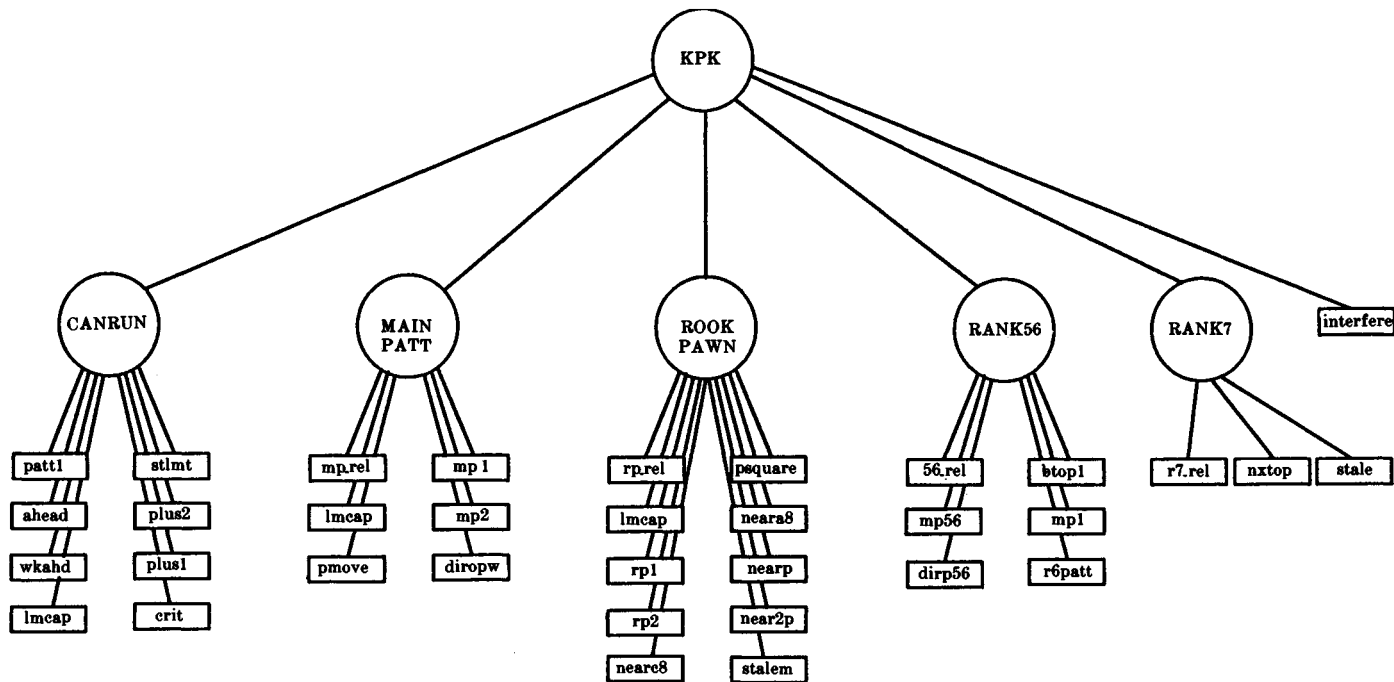 KPK
CANRUN
MAIN
PATT
ROOK
PAWN
RANK56
RANK7
interfere
patt1
stlmt
ahead
plus2
wkahd
plus1
lmcap
crit
mp_rel
mp1
lmcap
mp2
pmove
diropw
rp_rel
psquare
lmcap
neara8
rp1
nearp
rp2
near2p
nearc8
stalem
56_rel
btop1
mp56
mp1
dirp56
r6patt
r7_rel
nxtop
stale